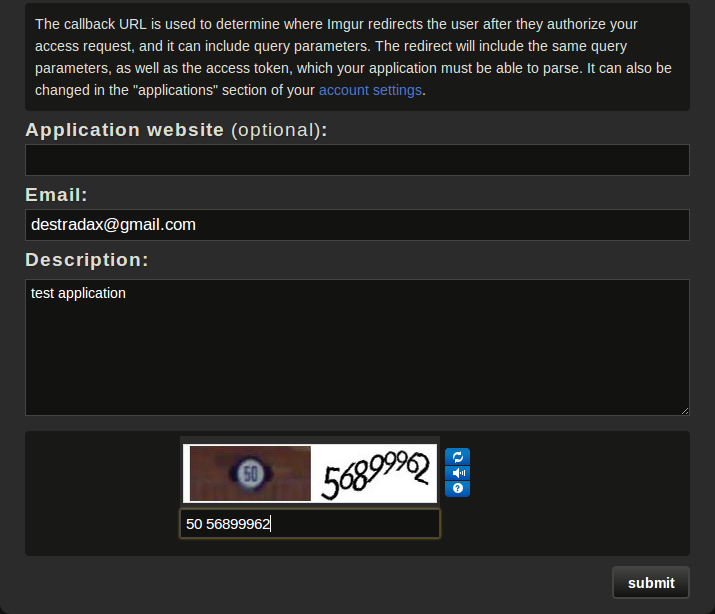 The callback URL is used to determine where Imgur redirects the user after they authorize your
access request, and it can include query parameters. The redirect will include the same query
parameters, as well as the access token, which your application must be able to parse. It can also be
changed in the "applications" section of your account settings.
Application website (optional):
Email:
destradax@gmail.com
Description:
test application
50 56899962
50 56899962
submit